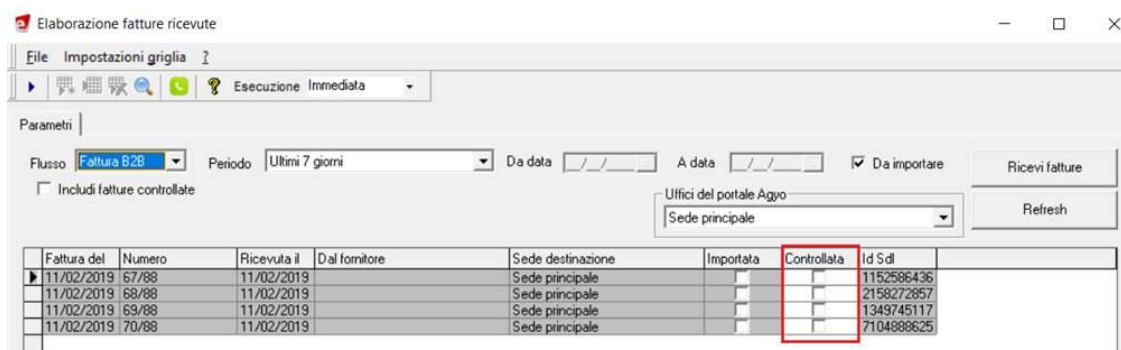 Elaborazione fatture ricevute
File Impostazioni griglia ?
Esecuzione Immediata
Parametri
Flusso Fattura B2B Periodo Ultimi 7 giorni Da data _/_/___ ... A data _/_/___ ... Da importare Ricevi fatture
Includi fatture controllate
Uffici del portale Agyo
Sede principale Refresh
Fattura del Numero Ricevuta il Dal fornitore Sede destinazione Importata Controllata Id SdI
11/02/2019 67/88 11/02/2019 Sede principale 1152586436
11/02/2019 68/88 11/02/2019 Sede principale 2158272857
11/02/2019 69/88 11/02/2019 Sede principale 1349745117
11/02/2019 70/88 11/02/2019 Sede principale 7104888625